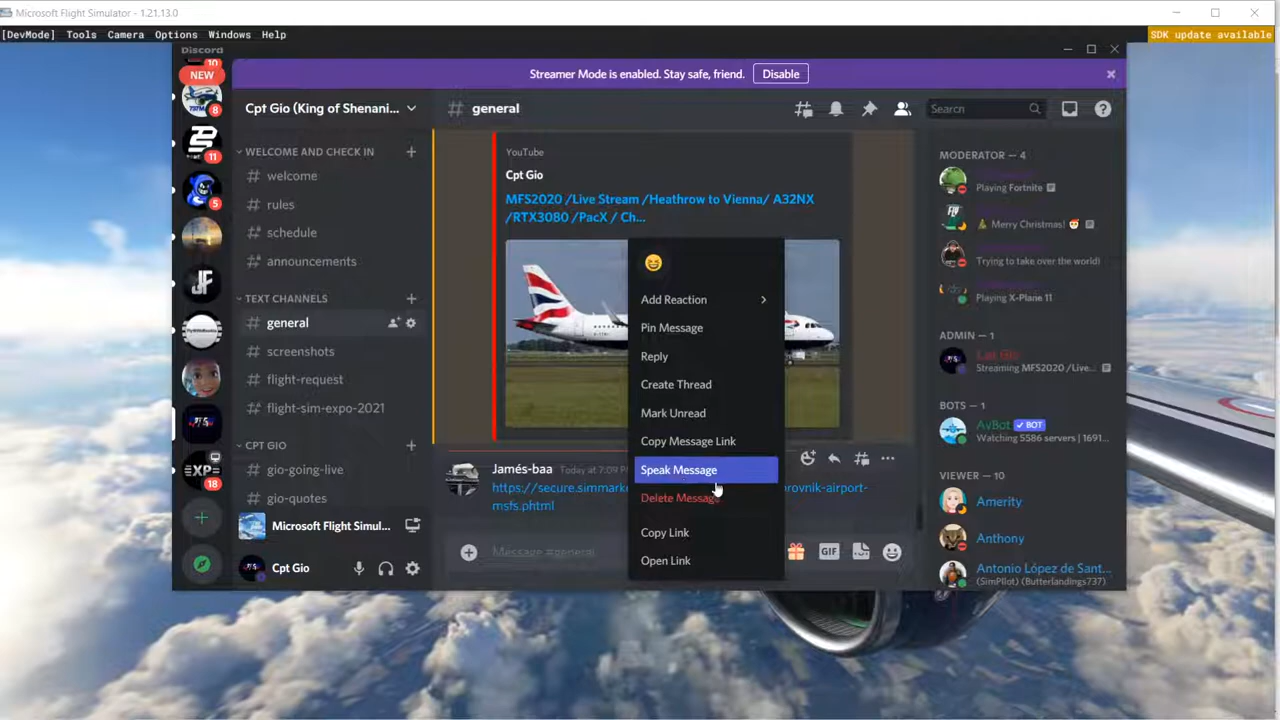 Microsoft Flight Simulator - 1.21.13.0
[DevMode] Tools Camera Options Windows Help
SDK update available
Discord
Streamer Mode is enabled. Stay safe, friend. Disable
10
NEW
8
11
5
18
Cpt Gio (King of Shenani...
WELCOME AND CHECK IN
# welcome
# rules
# schedule
# announcements
TEXT CHANNELS
# general
# screenshots
# flight-request
# flight-sim-expo-2021
CPT GIO
# gio-going-live
# gio-quotes
Microsoft Flight Simul...
Cpt Gio
# general
Search
YouTube
Cpt Gio
MFS2020 /Live Stream /Heathrow to Vienna/ A32NX
/RTX3080 /PacX / Ch...
Add Reaction
Pin Message
Reply
Create Thread
Mark Unread
Copy Message Link
Speak Message
Delete Message
Copy Link
Open Link
Jamés-baa Today at 7:09 P
https://secure.simmarke
rovnik-airport-
msfs.phtml
Message #general
GIF
MODERATOR — 4
Playing Fortnite
Merry Christmas!
Trying to take over the world!
Playing X-Plane 11
ADMIN — 1
Streaming MFS2020 /Live...
BOTS — 1
AvBot BOT
Watching 5586 servers | 1691...
VIEWER — 10
Amerity
Anthony
Antonio López de Sant...
(SimPilot) (Butterlandings737)